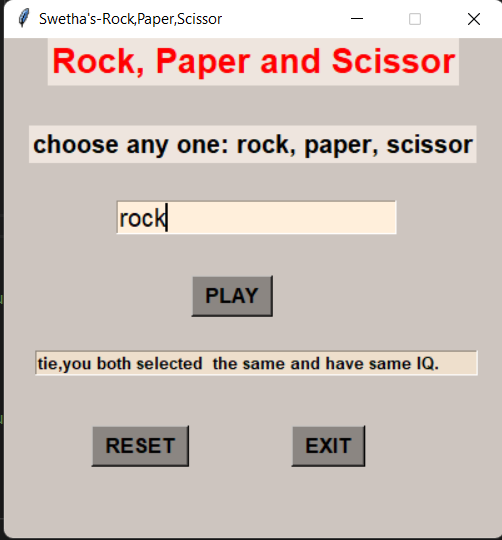 Swetha's-Rock,Paper,Scissor
Rock, Paper and Scissor
choose any one: rock, paper, scissor
rock
PLAY
tie,you both selected  the same and have same IQ.
RESET
EXIT